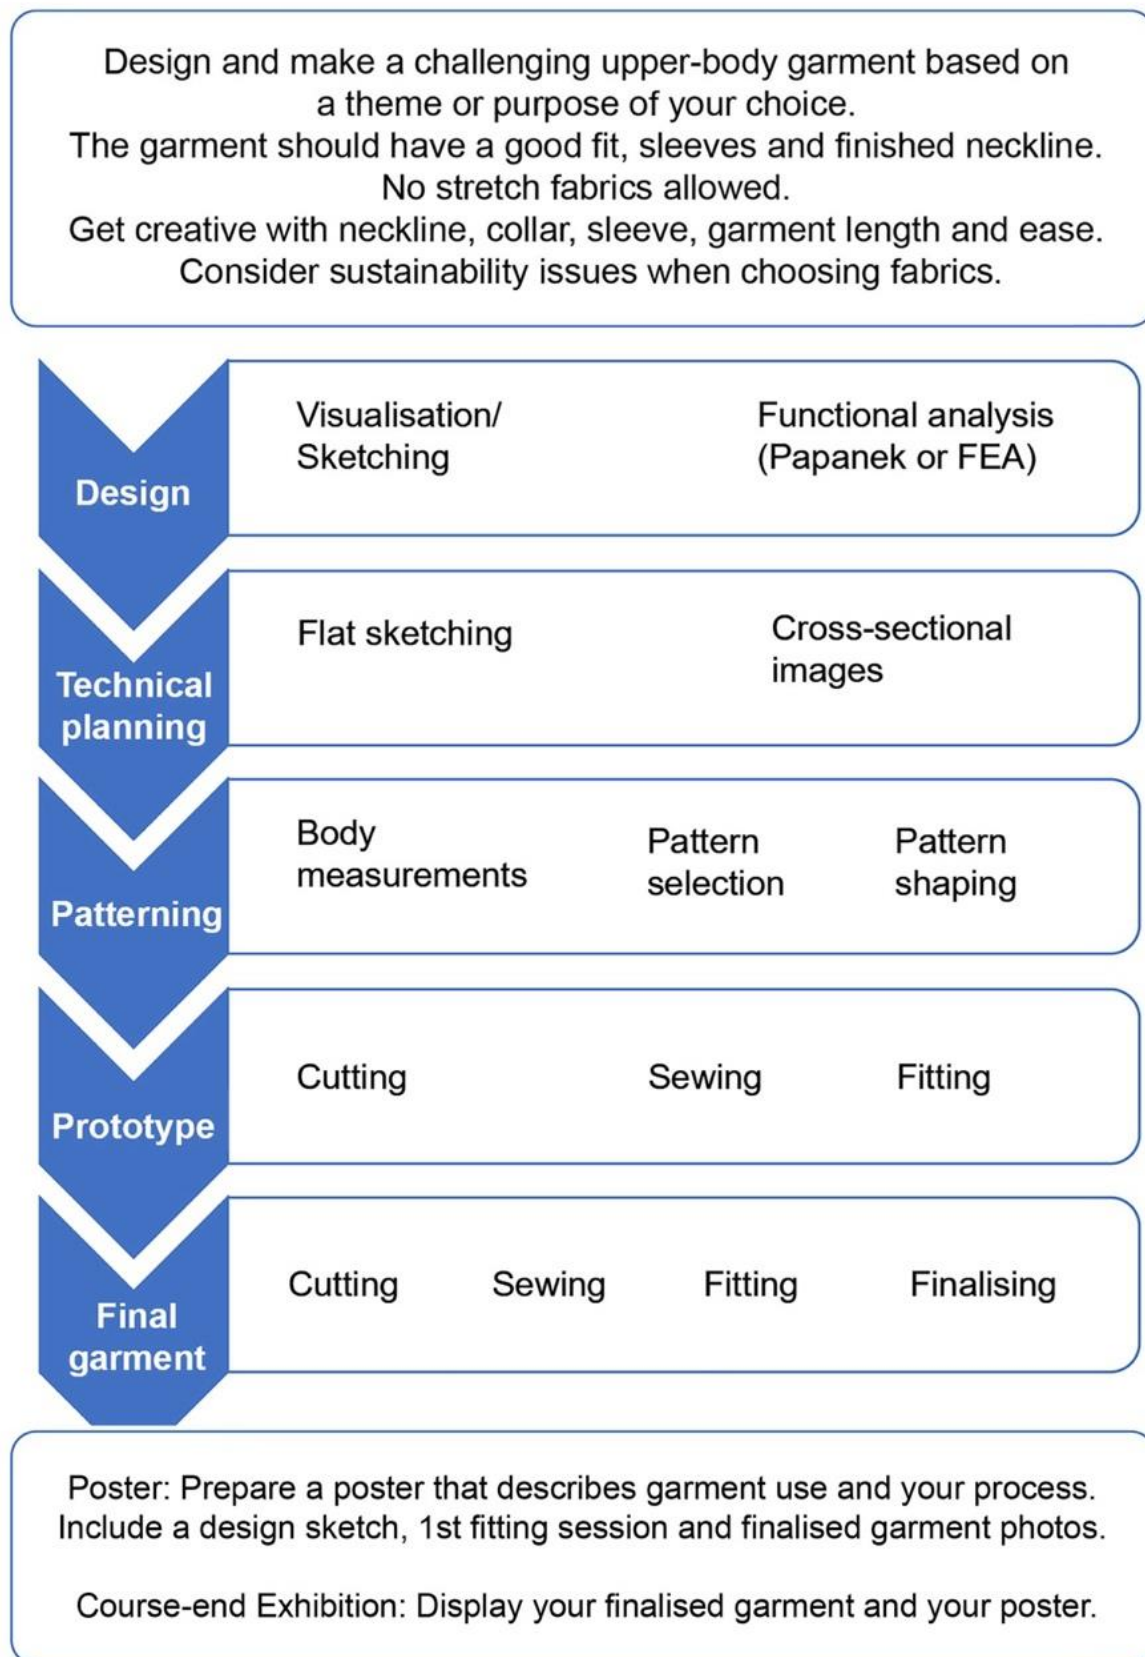 Design and make a challenging upper-body garment based on
a theme or purpose of your choice.
The garment should have a good fit, sleeves and finished neckline.
No stretch fabrics allowed.
Get creative with neckline, collar, sleeve, garment length and ease.
Consider sustainability issues when choosing fabrics.
Design
Visualisation/
Sketching
Functional analysis
(Papanek or FEA)
Technical
planning
Flat sketching
Cross-sectional
images
Patterning
Body
measurements
Pattern
selection
Pattern
shaping
Prototype
Cutting
Sewing
Fitting
Final
garment
Cutting
Sewing
Fitting
Finalising
Poster: Prepare a poster that describes garment use and your process.
Include a design sketch, 1st fitting session and finalised garment photos.
Course-end Exhibition: Display your finalised garment and your poster.